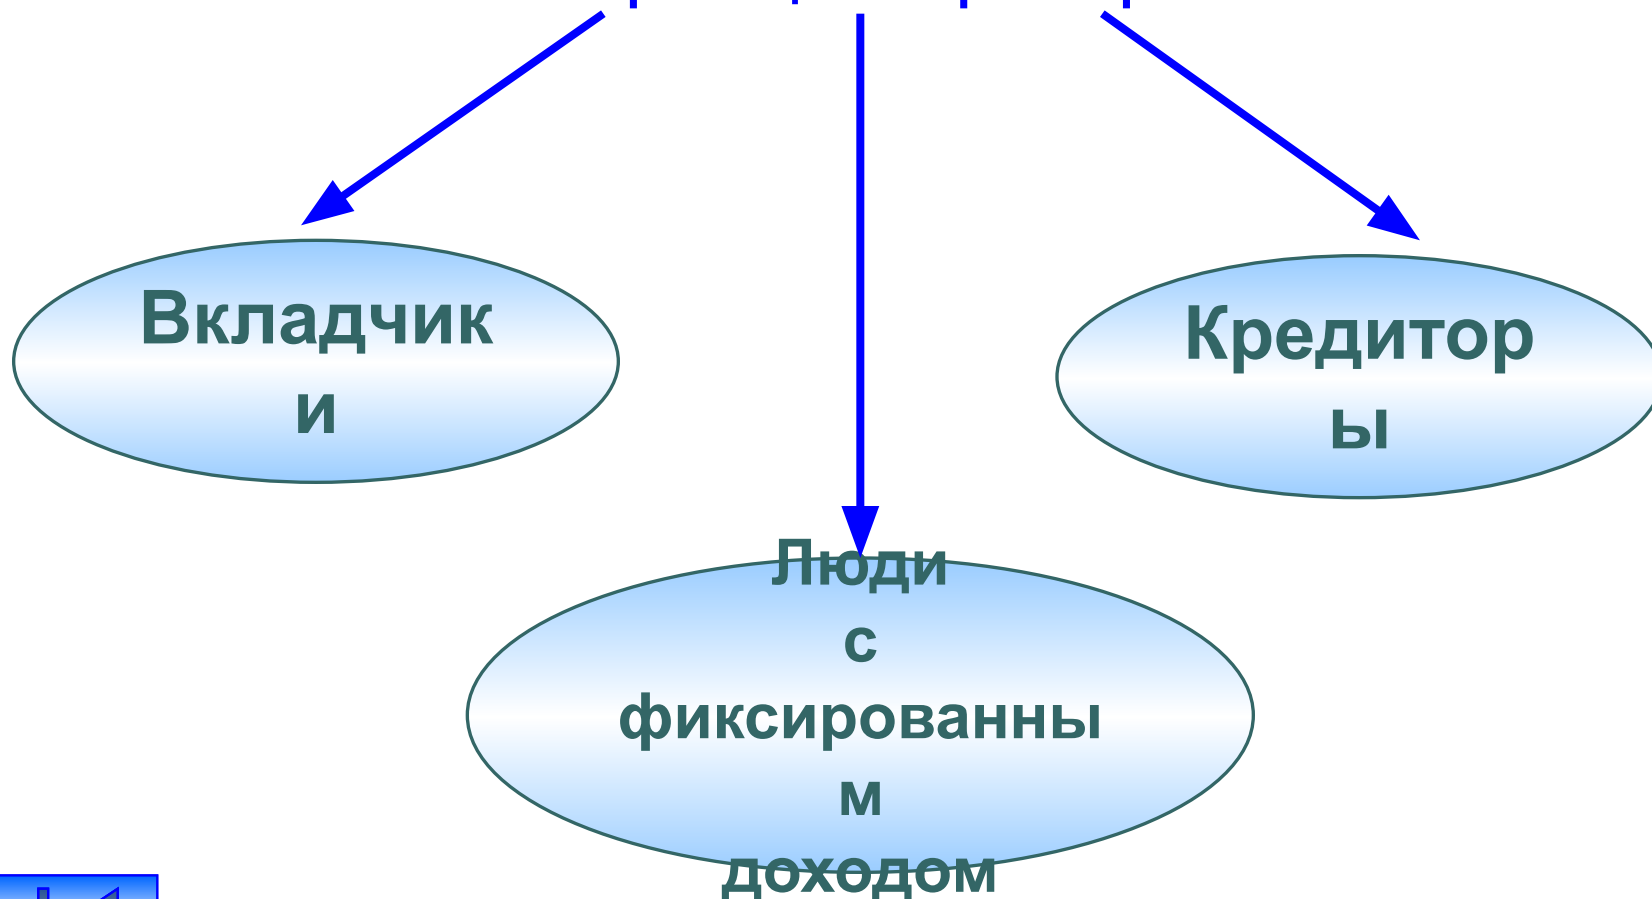 Вкладчик
и
Кредитор
ы
Люди
с
фиксированны
м
доходом